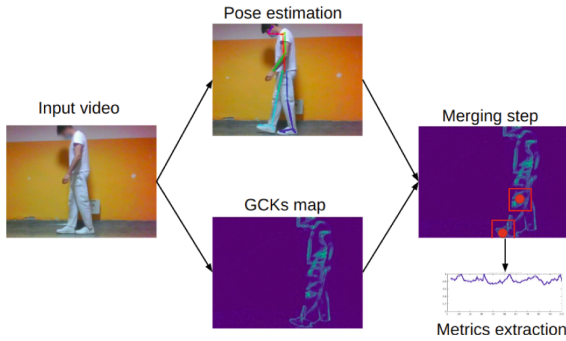 Pose estimation
Input video
Merging step
GCKs map
Metrics extraction